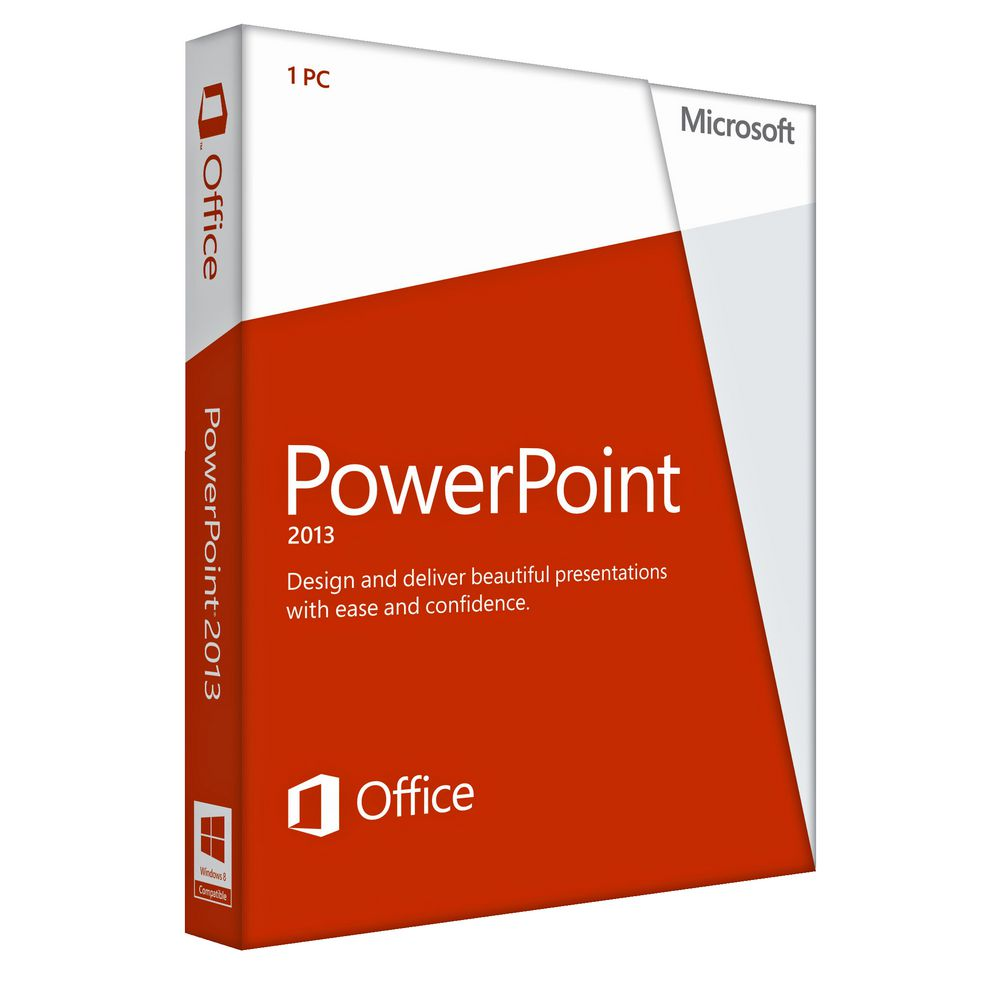 1 PC
Microsoft
PowerPoint
2013
Design and deliver beautiful presentations
with ease and confidence.
Office
Office
PowerPoint 2013
Windows 8
Compatible